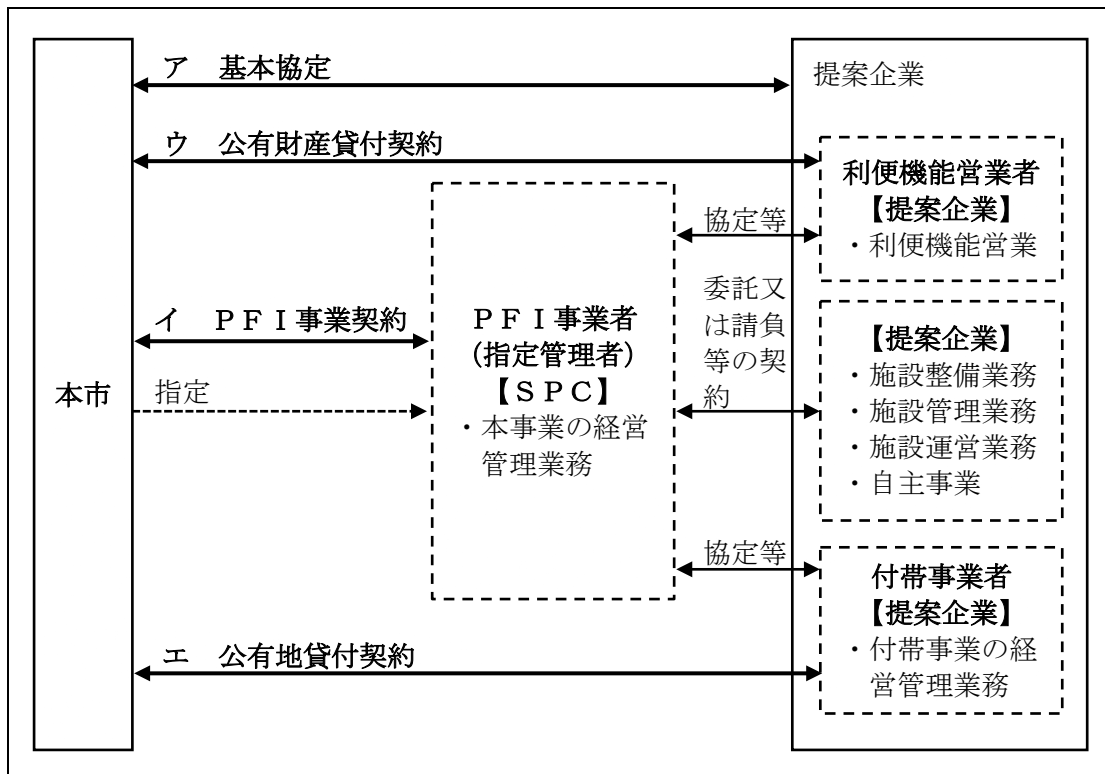 本市
ア 基本協定
ウ 公有財産貸付契約
イ ＰＦＩ事業契約
指定
エ 公有地貸付契約
ＰＦＩ事業者
（指定管理者）
【ＳＰＣ】
・本事業の経営
管理業務
協定等
委託又
は請負
等の契
約
協定等
提案企業
利便機能営業者
【提案企業】
・利便機能営業
【提案企業】
・施設整備業務
・施設管理業務
・施設運営業務
・自主事業
付帯事業者
【提案企業】
・付帯事業の経
営管理業務